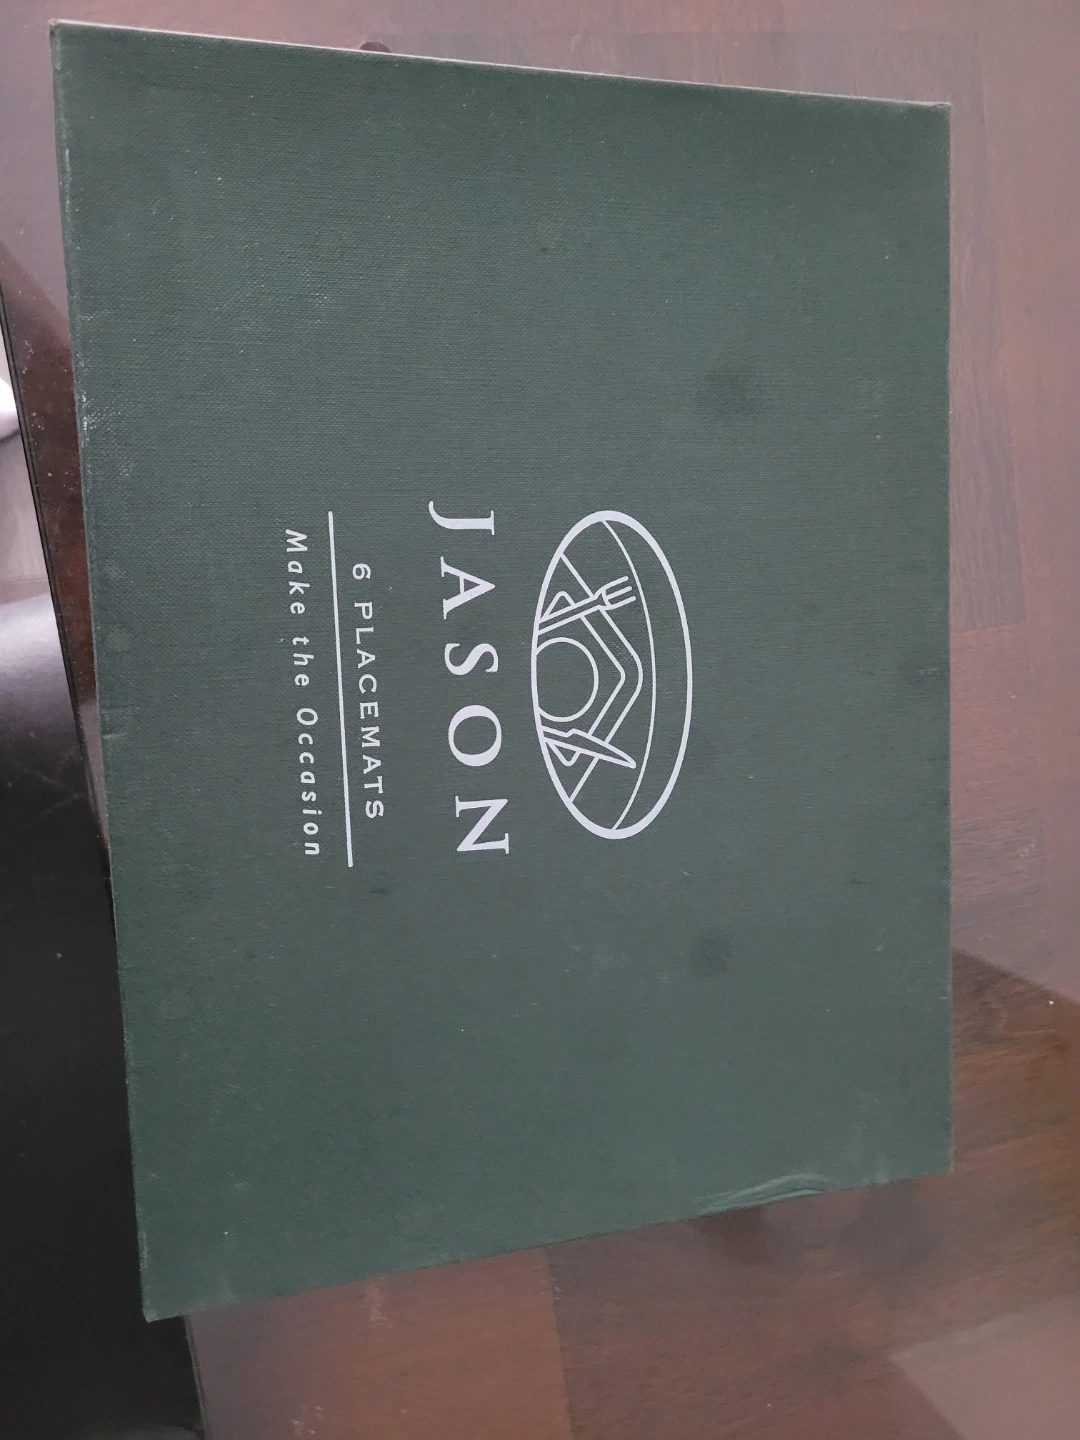 JASON
6 PLACEMATS
Make the Occasion